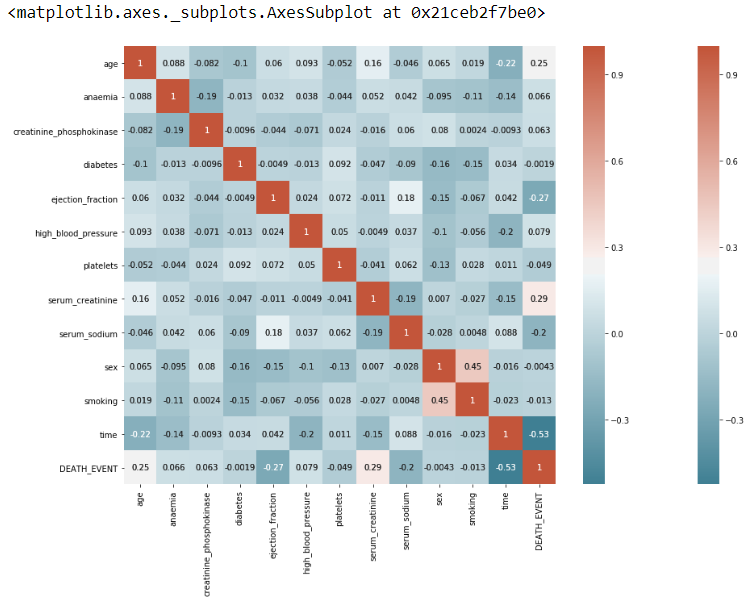 <matplotlib.axes._subplots.AxesSubplot at 0x21ceb2f7be0>
age 1 0.088 -0.082 -0.1 0.06 0.093 -0.052 0.16 -0.046 0.065 0.019 -0.22 0.25
anaemia 0.088 1 -0.19 -0.013 0.032 0.038 -0.044 0.052 0.042 -0.095 -0.11 -0.14 0.066
creatinine_phosphokinase -0.082 -0.19 1 -0.0096 -0.044 -0.071 0.024 -0.016 0.06 0.08 0.0024 -0.0093 0.063
diabetes -0.1 -0.013 -0.0096 1 -0.0049 -0.013 0.092 -0.047 -0.09 -0.16 -0.15 0.034 -0.0019
ejection_fraction 0.06 0.032 -0.044 -0.0049 1 0.024 0.072 -0.011 0.18 -0.15 -0.067 0.042 -0.27
high_blood_pressure 0.093 0.038 -0.071 -0.013 0.024 1 0.05 -0.0049 0.037 -0.1 -0.056 -0.2 0.079
platelets -0.052 -0.044 0.024 0.092 0.072 0.05 1 -0.041 0.062 -0.13 0.028 0.011 -0.049
serum_creatinine 0.16 0.052 -0.016 -0.047 -0.011 -0.0049 -0.041 1 -0.19 0.007 -0.027 -0.15 0.29
serum_sodium -0.046 0.042 0.06 -0.09 0.18 0.037 0.062 -0.19 1 -0.028 0.0048 0.088 -0.2
sex 0.065 -0.095 0.08 -0.16 -0.15 -0.1 -0.13 0.007 -0.028 1 0.45 -0.016 -0.0043
smoking 0.019 -0.11 0.0024 -0.15 -0.067 -0.056 0.028 -0.027 0.0048 0.45 1 -0.023 -0.013
time -0.22 -0.14 -0.0093 0.034 0.042 -0.2 0.011 -0.15 0.088 -0.016 -0.023 1 -0.53
DEATH_EVENT 0.25 0.066 0.063 -0.0019 -0.27 0.079 -0.049 0.29 -0.2 -0.0043 -0.013 -0.53 1
age
anaemia
creatinine_phosphokinase
diabetes
ejection_fraction
high_blood_pressure
platelets
serum_creatinine
serum_sodium
sex
smoking
time
DEATH_EVENT
0.9
0.6
0.3
0.0
-0.3
0.9
0.6
0.3
0.0
-0.3